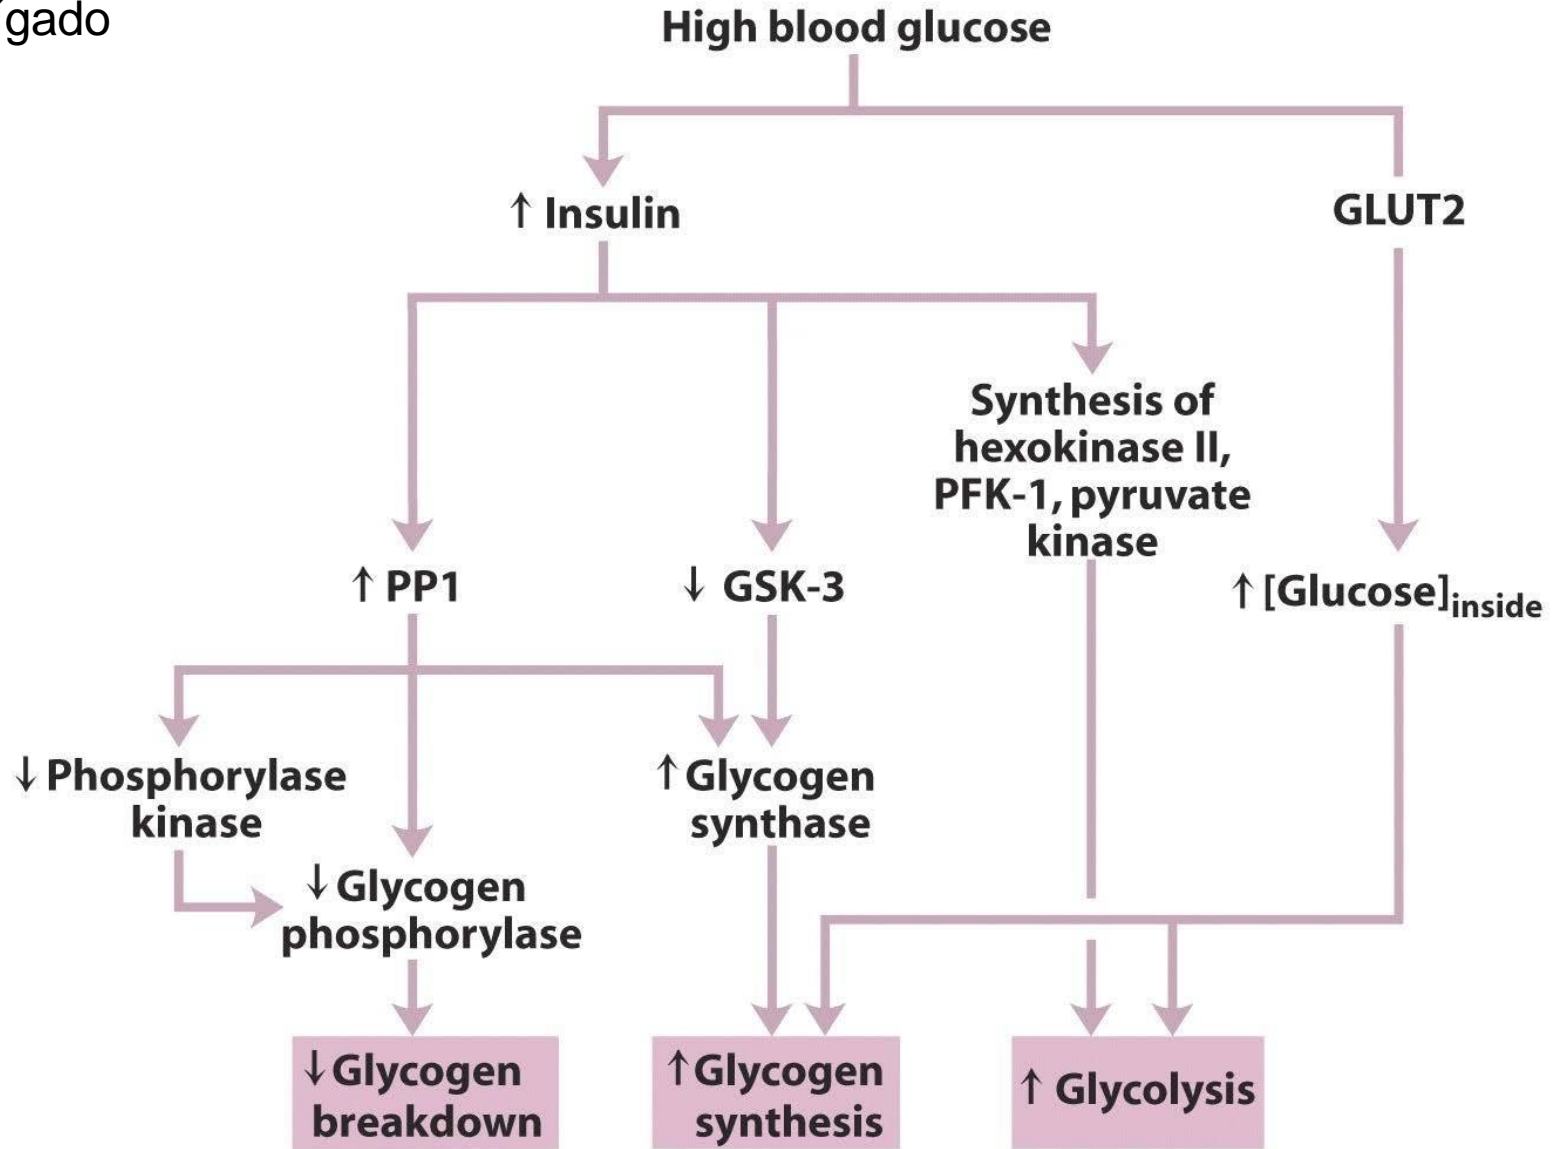 gado
High blood glucose
↑ Insulin
GLUT2
Synthesis of
hexokinase II,
PFK-1, pyruvate
kinase
↑ PP1
↓ GSK-3
↑ [Glucose]inside
↓ Phosphorylase
kinase
↑ Glycogen
synthase
↓ Glycogen
phosphorylase
↓ Glycogen
breakdown
↑ Glycogen
synthesis
↑ Glycolysis